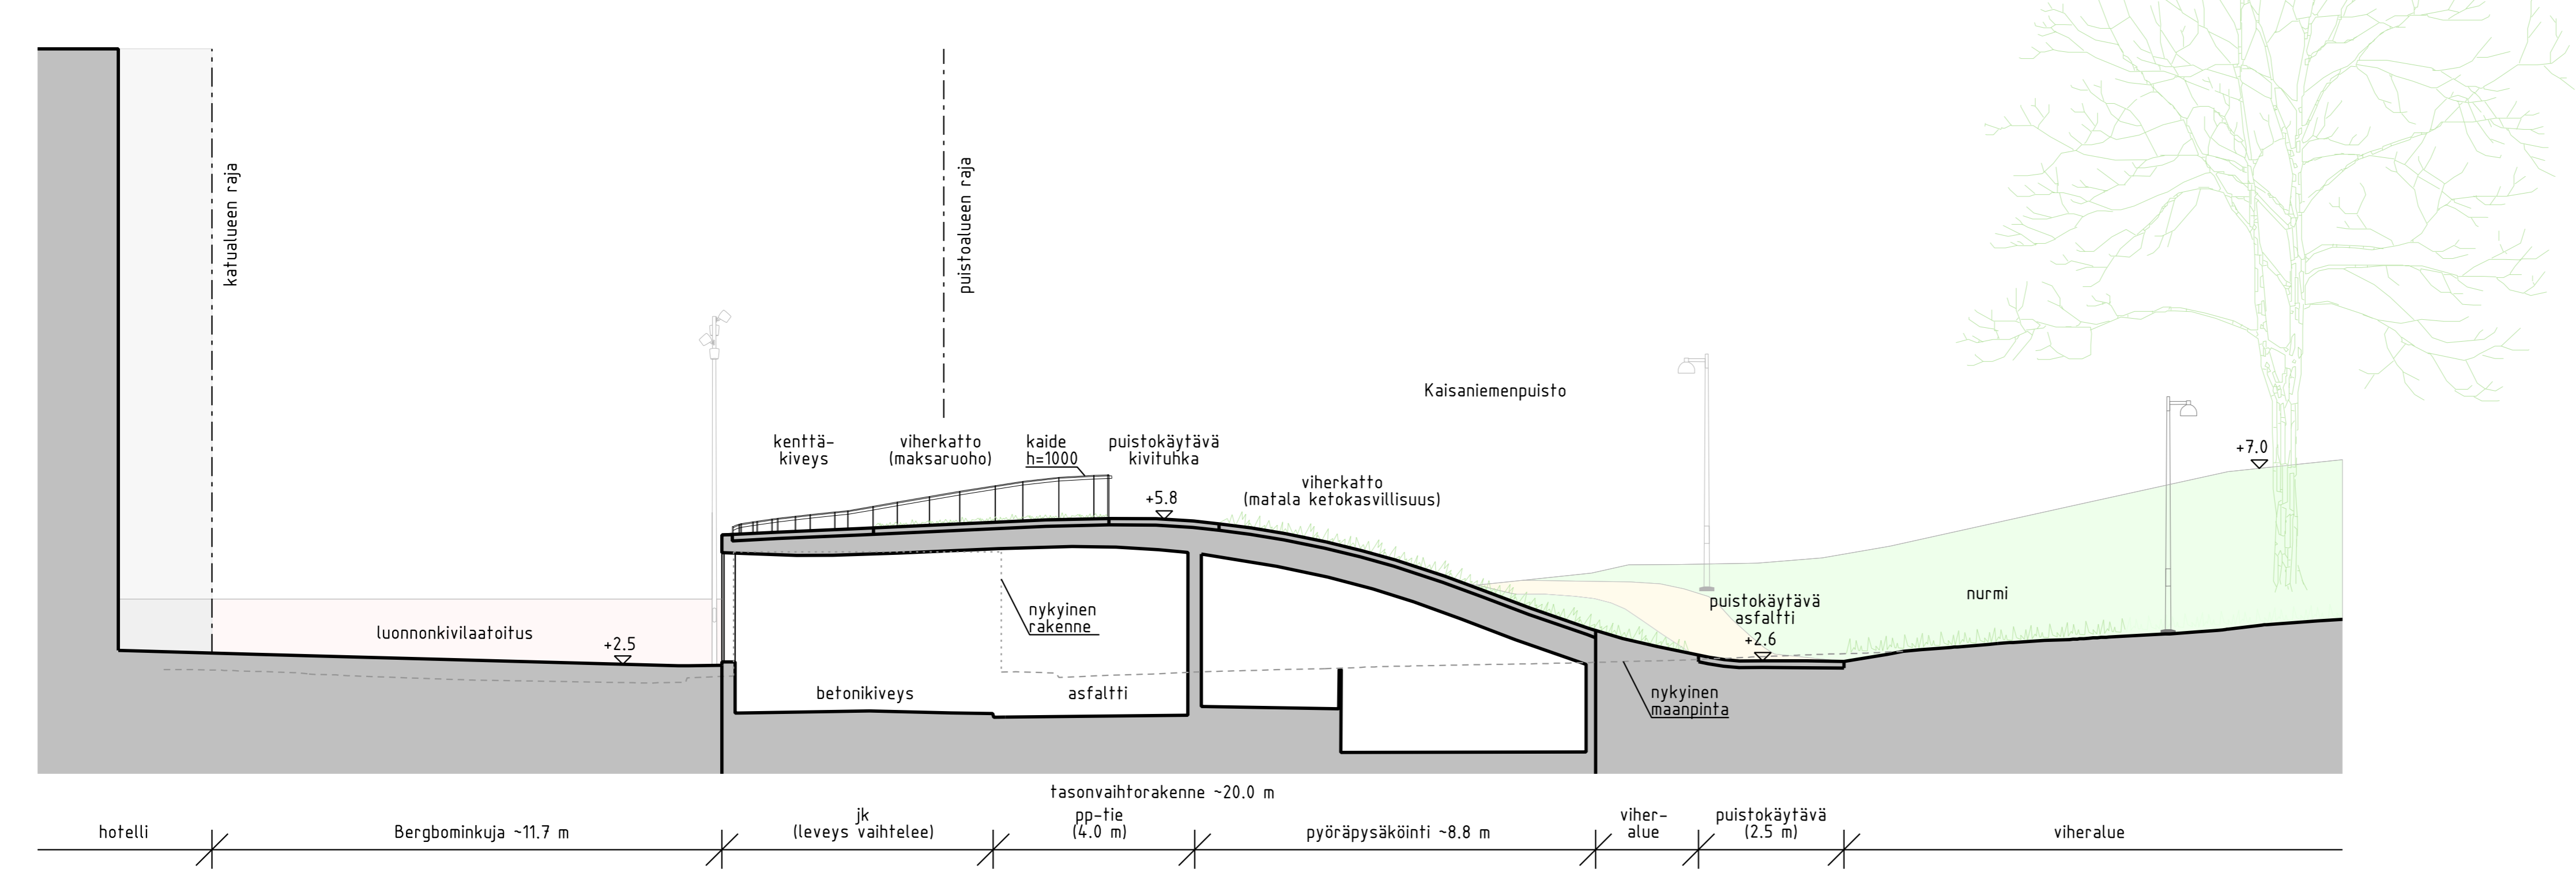 katualueen raja
puistoalueen raja
Kaisaniemenpuisto
kenttä-
kiveys
viherkatto
(maksaruoho)
kaide
h=1000
puistokäytävä
kivituhka
+5.8
viherkatto
(matala ketokasvillisuus)
+7.0
nurmi
puistokäytävä
asfaltti
+2.6
luonnonkivilaatoitus
+2.5
nykyinen
rakenne
betonikiveys
asfaltti
nykyinen
maanpinta
tasonvaihtorakenne ~20.0 m
hotelli
Bergbominkuja ~11.7 m
jk
(leveys vaihtelee)
pp-tie
(4.0 m)
pyöräpysäköinti ~8.8 m
viher-
alue
puistokäytävä
(2.5 m)
viheralue